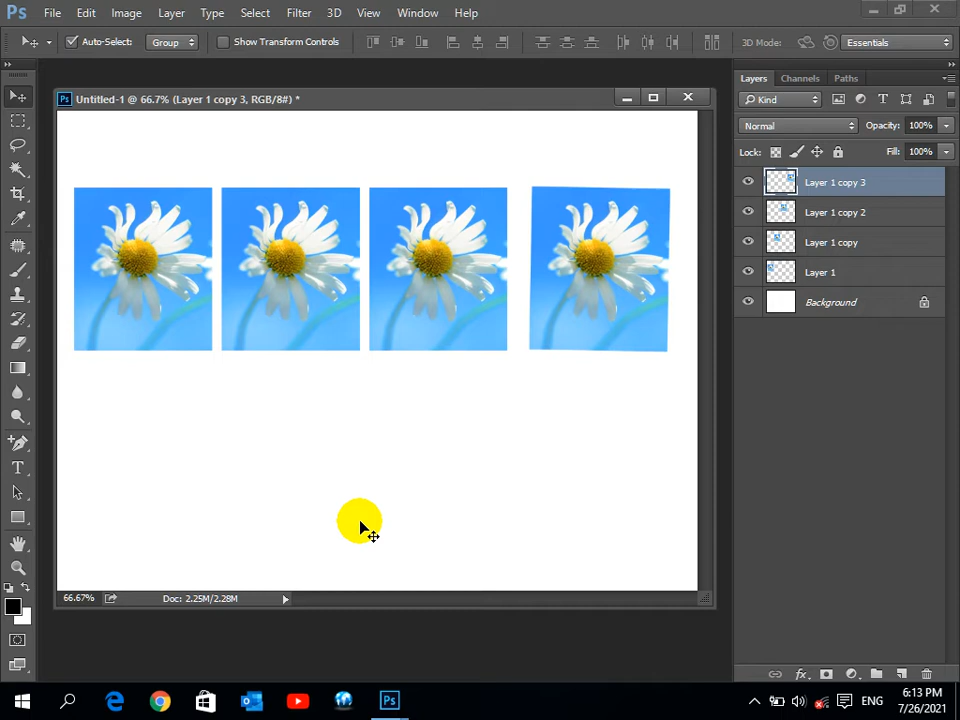 Ps File Edit Image Layer Type Select Filter 3D View Window Help
Auto-Select: Group Show Transform Controls 3D Mode: Essentials
Layers Channels Paths
Ps Untitled-1 @ 66.7% (Layer 1 copy 3, RGB/8#) *
Kind
Normal Opacity: 100%
Lock: Fill: 100%
Layer 1 copy 3
Layer 1 copy 2
Layer 1 copy
Layer 1
Background
66.67% Doc: 2.25M/2.28M
Ps ENG 6:13 PM
7/26/2021